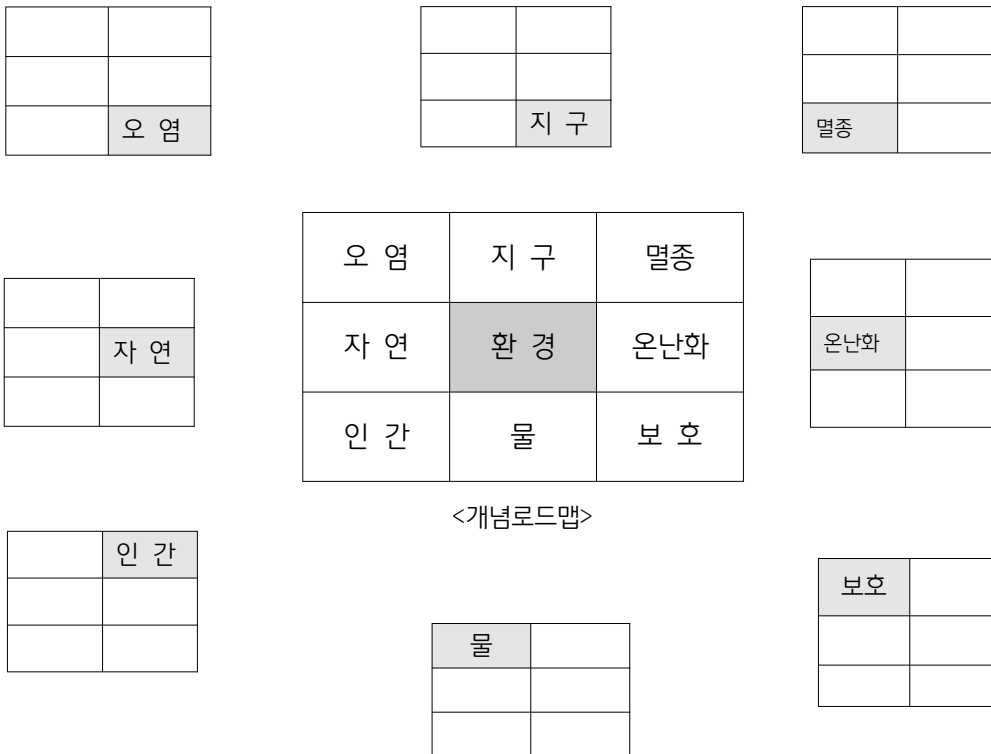 오 염
지 구
멸종
오 염 지 구 멸종
자 연 환 경 온난화
인 간 물 보 호
자 연
온난화
<개념로드맵>
인 간
보호
물